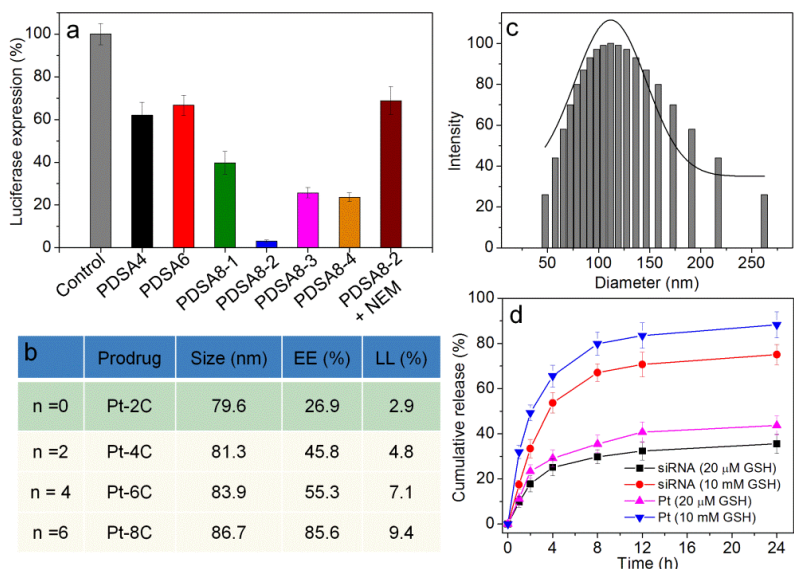 a
Luciferase expression (%)
100
80
60
40
20
0
Control
PDSA4
PDSA6
PDSA8-1
PDSA8-2
PDSA8-3
PDSA8-4
PDSA8-2
+ NEM
c
Intensity
100
80
60
40
20
0
50 100 150 200 250
Diameter (nm)
b Prodrug Size (nm) EE (%) LL (%)
n =0 Pt-2C 79.6 26.9 2.9
n =2 Pt-4C 81.3 45.8 4.8
n = 4 Pt-6C 83.9 55.3 7.1
n =6 Pt-8C 86.7 85.6 9.4
d
Cumulative release (%)
100
80
60
40
20
0
siRNA (20 μM GSH)
siRNA (10 mM GSH)
Pt (20 μM GSH)
Pt (10 mM GSH)
0 4 8 12 16 20 24
Time (h)